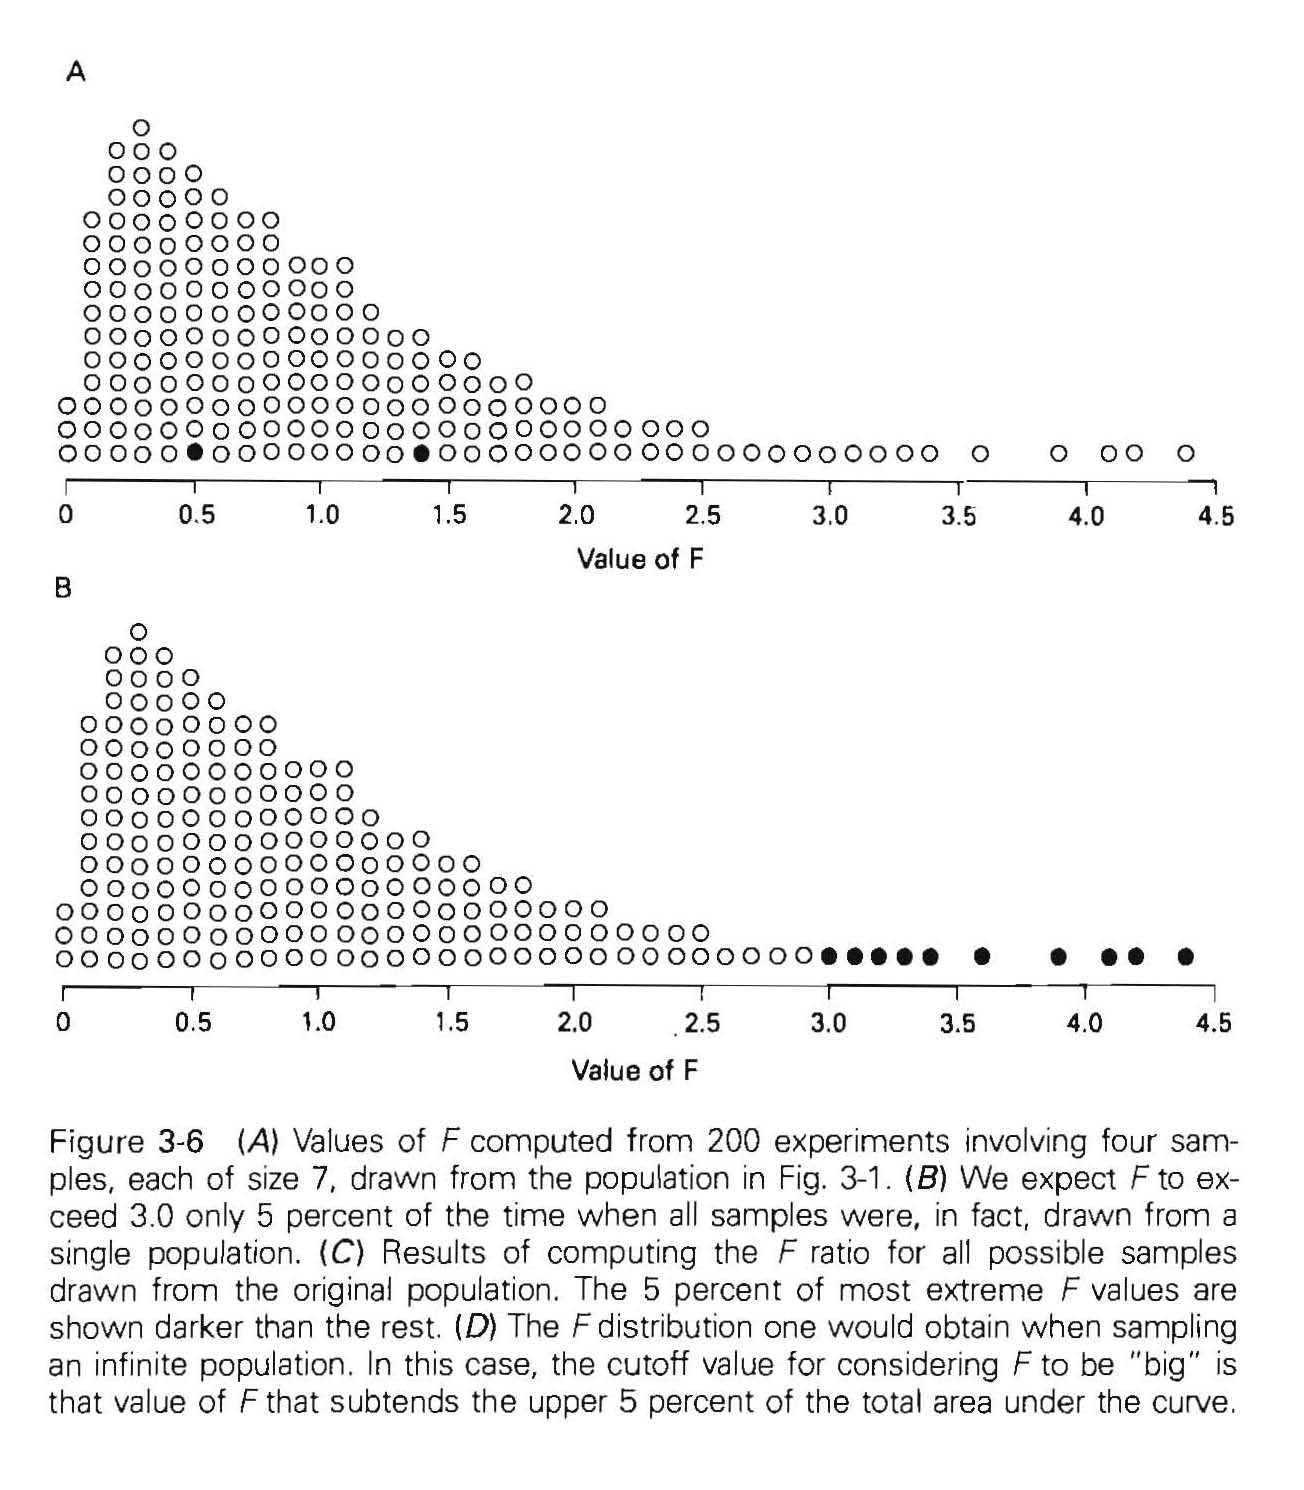 A
0 0.5 1.0 1.5 2.0 2.5 3.0 3.5 4.0 4.5
Value of F
B
0 0.5 1.0 1.5 2.0 2.5 3.0 3.5 4.0 4.5
Value of F
Figure 3-6 (A) Values of F computed from 200 experiments involving four sam-
ples, each of size 7, drawn from the population in Fig. 3-1. (B) We expect F to ex-
ceed 3.0 only 5 percent of the time when all samples were, in fact, drawn from a
single population. (C) Results of computing the F ratio for all possible samples
drawn from the original population. The 5 percent of most extreme F values are
shown darker than the rest. (D) The F distribution one would obtain when sampling
an infinite population. In this case, the cutoff value for considering F to be "big" is
that value of F that subtends the upper 5 percent of the total area under the curve.